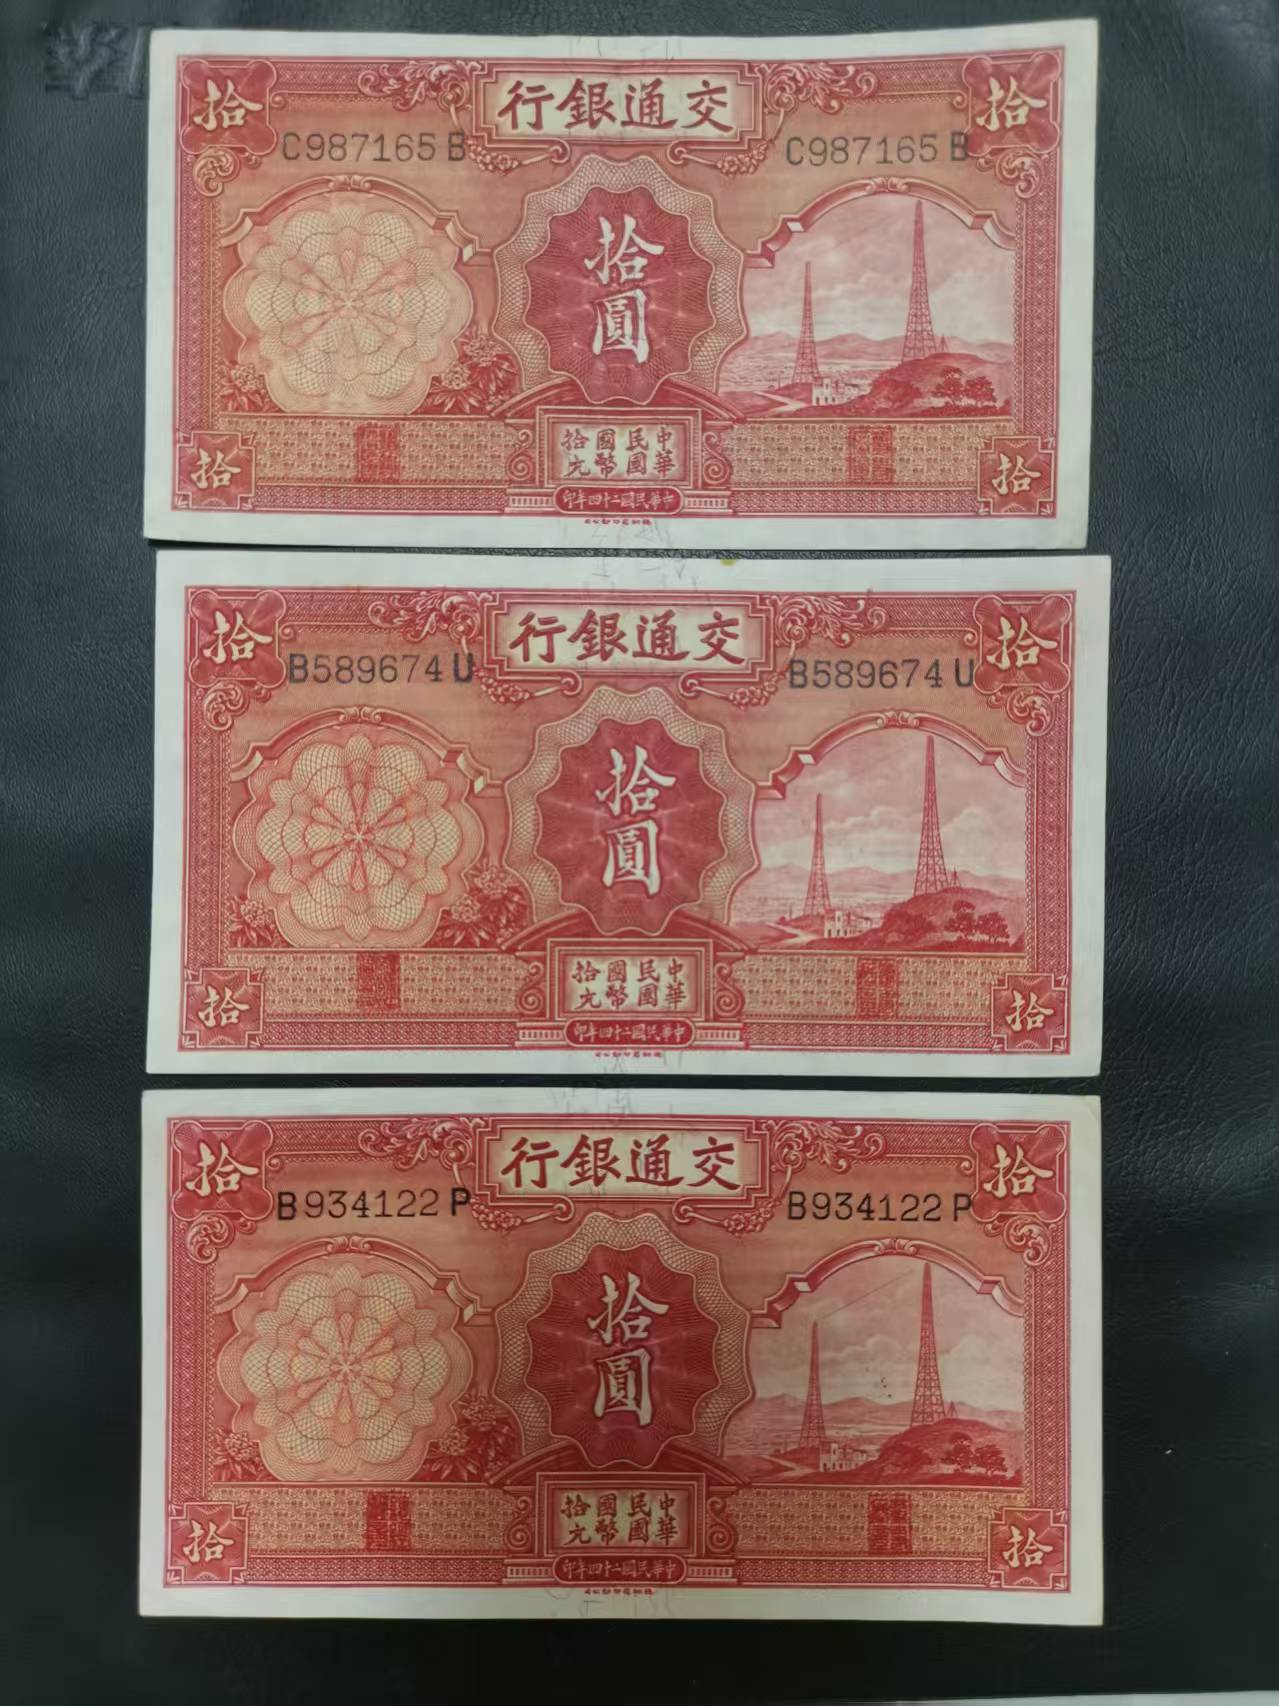 拾 交通銀行 拾
C987165 B C987165 B
拾圓
中華民國國幣拾元
拾 拾
中華民國二十四年印
拾 交通銀行 拾
B589674 U B589674 U
拾圓
中華民國國幣拾元
拾 拾
中華民國二十四年印
拾 交通銀行 拾
B934122 P B934122 P
拾圓
中華民國國幣拾元
拾 拾
中華民國二十四年印